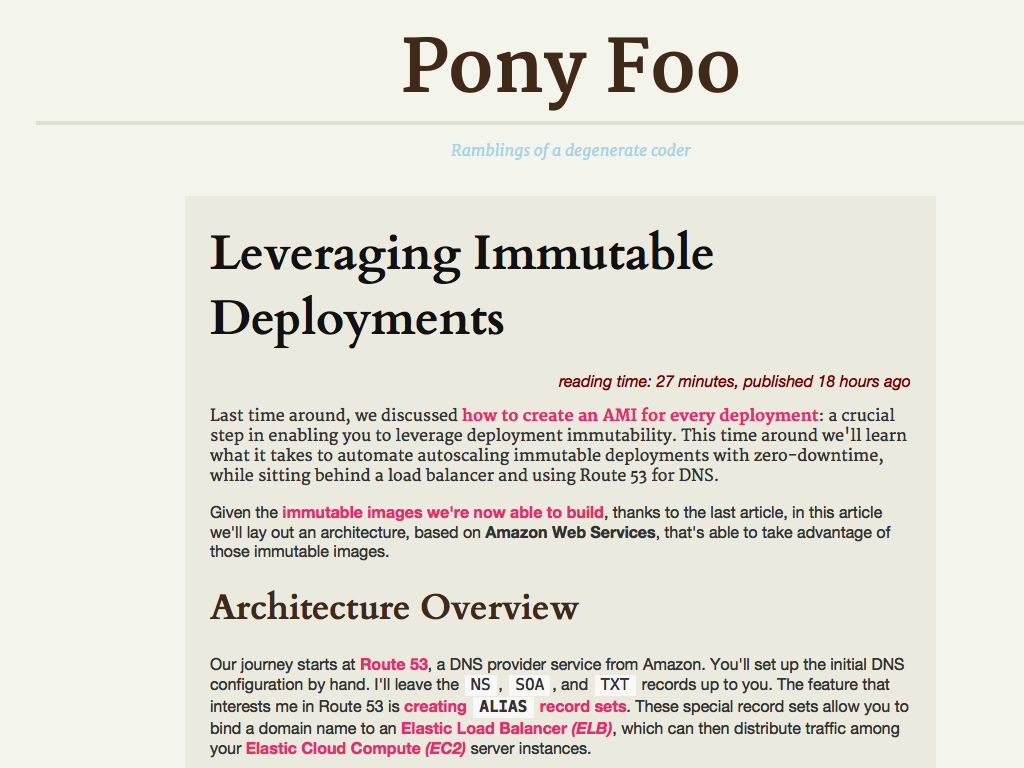 Pony Foo
Ramblings of a degenerate coder
Leveraging Immutable
Deployments
reading time: 27 minutes, published 18 hours ago
Last time around, we discussed how to create an AMI for every deployment: a crucial
step in enabling you to leverage deployment immutability. This time around we'll learn
what it takes to automate autoscaling immutable deployments with zero-downtime,
while sitting behind a load balancer and using Route 53 for DNS.
Given the immutable images we're now able to build, thanks to the last article, in this article
we'll lay out an architecture, based on Amazon Web Services, that's able to take advantage of
those immutable images.
Architecture Overview
Our journey starts at Route 53, a DNS provider service from Amazon. You'll set up the initial DNS
configuration by hand. I'll leave the NS, SOA, and TXT records up to you. The feature that
interests me in Route 53 is creating ALIAS record sets. These special record sets allow you to
bind a domain name to an Elastic Load Balancer (ELB), which can then distribute traffic among
your Elastic Cloud Compute (EC2) server instances.